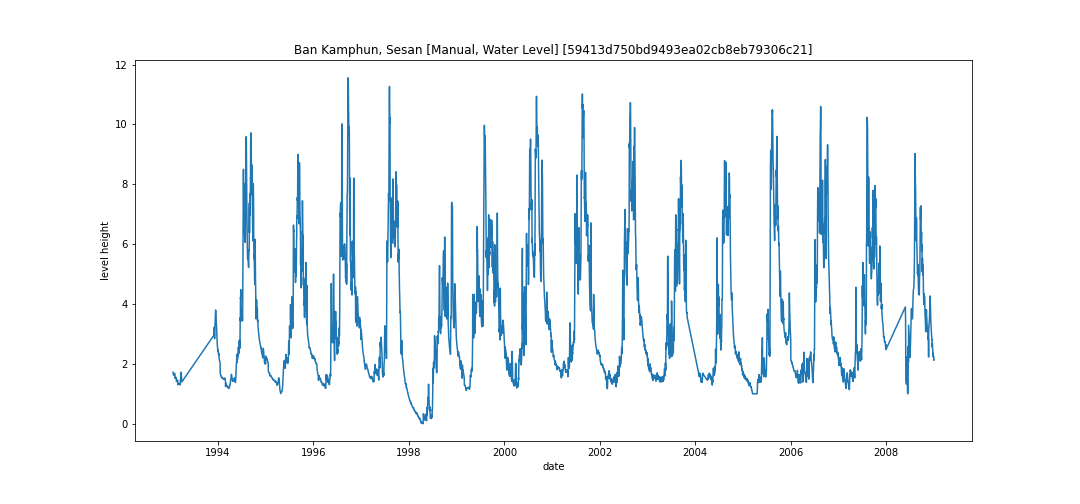 Ban Kamphun, Sesan [Manual, Water Level] [59413d750bd9493ea02cb8eb79306c21]
12
10
8
6
4
2
0
level height
1994 1996 1998 2000 2002 2004 2006 2008
date